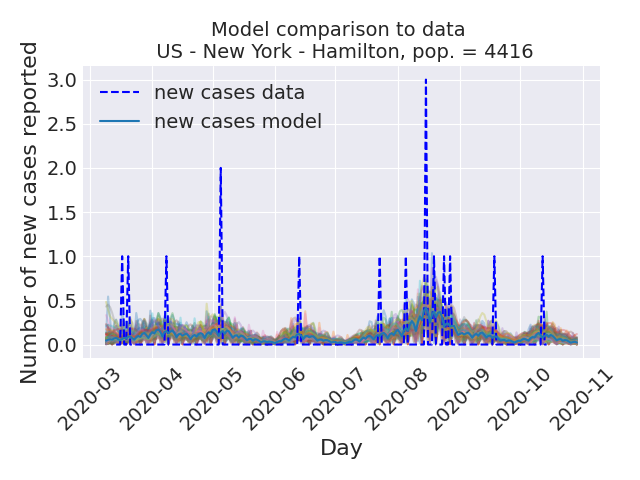 Model comparison to data
US - New York - Hamilton, pop. = 4416
Number of new cases reported
3.0
2.5
2.0
1.5
1.0
0.5
0.0
new cases data
new cases model
2020-03
2020-04
2020-05
2020-06
2020-07
2020-08
2020-09
2020-10
2020-11
Day